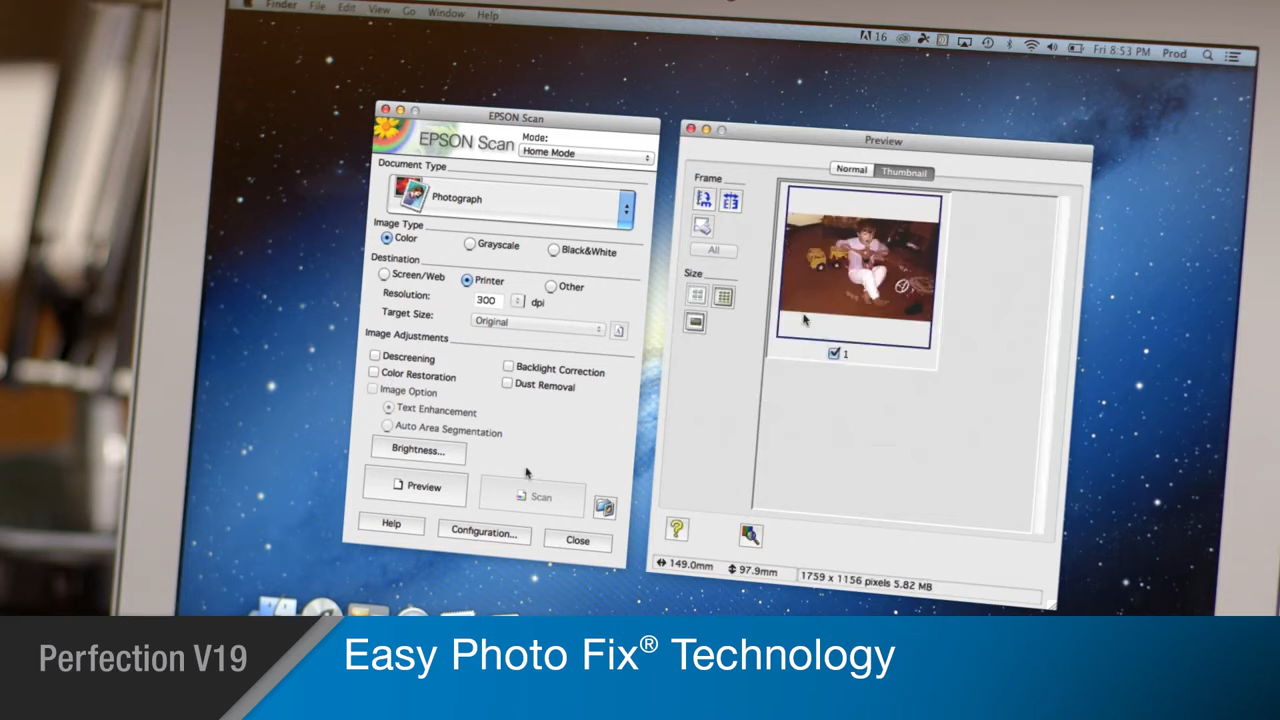 Finder File Edit View Go Window Help
16 Fri 8:53 PM Prod
EPSON Scan
EPSON Scan
Mode:
Home Mode
Document Type
Photograph
Image Type
Color Grayscale Black&White
Destination
Screen/Web Printer Other
Resolution: 300 dpi
Target Size: Original
Image Adjustments
Descreening Backlight Correction
Color Restoration Dust Removal
Image Option
Text Enhancement
Auto Area Segmentation
Brightness...
Preview Scan
Help Configuration... Close
Preview
Normal Thumbnail
Frame
All
Size
1
?
149.0mm 97.9mm 1759 x 1156 pixels 5.82 MB
Perfection V19
Easy Photo Fix® Technology